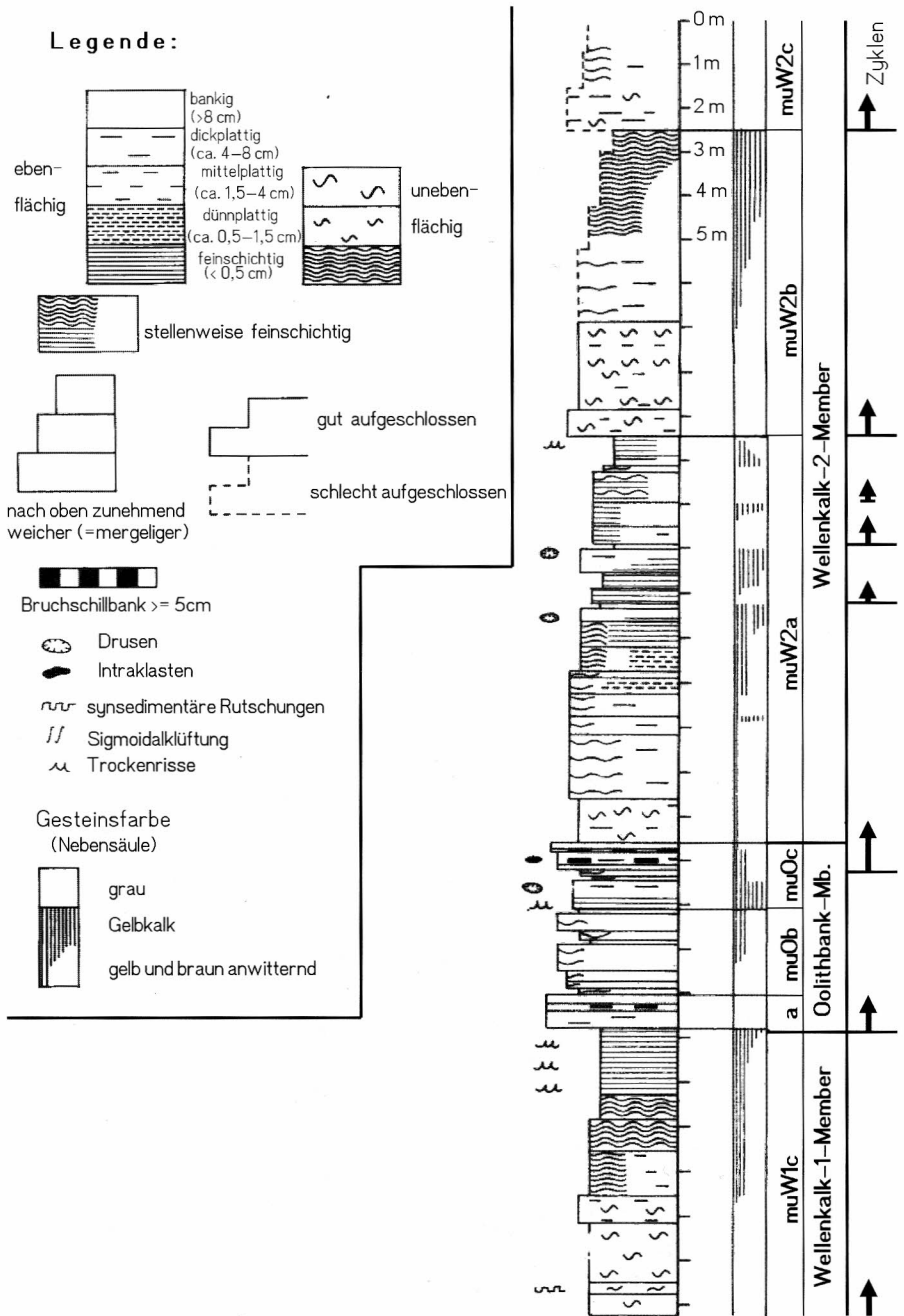 Legende:
bankig
(>8 cm)
dickplattig
(ca. 4–8 cm)
mittelplattig
(ca. 1,5–4 cm)
dünnplattig
(ca. 0,5–1,5 cm)
feinschichtig
(< 0,5 cm)
eben-
flächig
uneben-
flächig
stellenweise feinschichtig
nach oben zunehmend
weicher (=mergeliger)
gut aufgeschlossen
schlecht aufgeschlossen
Bruchschillbank >= 5cm
Drusen
Intraklasten
synsedimentäre Rutschungen
Sigmoidalklüftung
Trockenrisse
Gesteinsfarbe
(Nebensäule)
grau
Gelbkalk
gelb und braun anwitternd
0 m
1 m
2 m
3 m
4 m
5 m
muW2c
muW2b
muW2a
muOc
muOb
a
muW1c
Wellenkalk–2–Member
Oolithbank–Mb.
Wellenkalk–1–Member
Zyklen